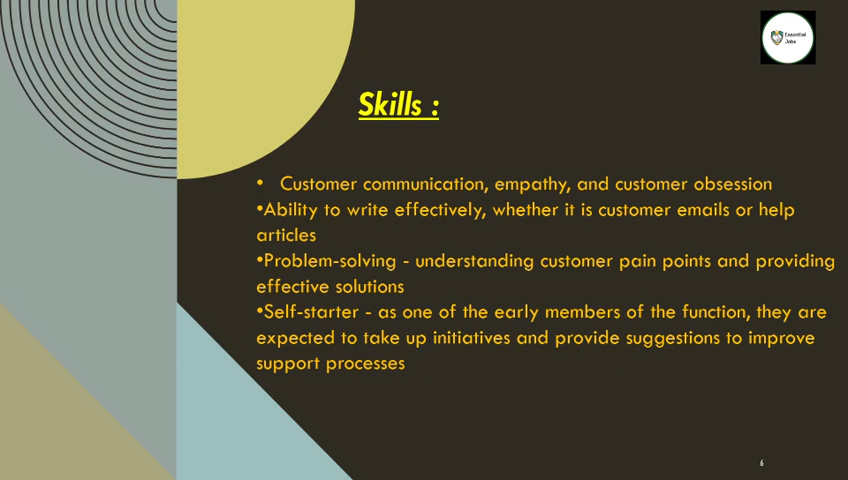 Essential
Jobs
Skills :
• Customer communication, empathy, and customer obsession
•Ability to write effectively, whether it is customer emails or help
articles
•Problem-solving - understanding customer pain points and providing
effective solutions
•Self-starter - as one of the early members of the function, they are
expected to take up initiatives and provide suggestions to improve
support processes
6